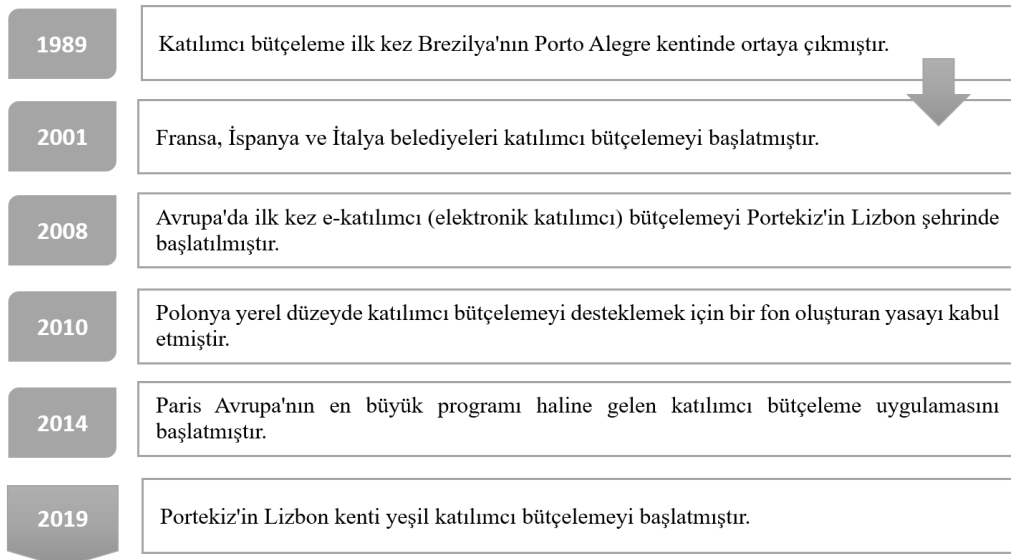 1989
Katılımcı bütçeleme ilk kez Brezilya'nın Porto Alegre kentinde ortaya çıkmıştır.
2001
Fransa, İspanya ve İtalya belediyeleri katılımcı bütçelemeyi başlatmıştır.
2008
Avrupa'da ilk kez e-katılımcı (elektronik katılımcı) bütçelemeyi Portekiz'in Lizbon şehrinde
başlatılmıştır.
2010
Polonya yerel düzeyde katılımcı bütçelemeyi desteklemek için bir fon oluşturan yasayı kabul
etmiştir.
2014
Paris Avrupa'nın en büyük programı haline gelen katılımcı bütçeleme uygulamasını
başlatmıştır.
2019
Portekiz'in Lizbon kenti yeşil katılımcı bütçelemeyi başlatmıştır.